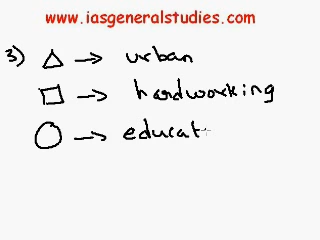 www.iasgeneralstudies.com
3) △ → urban
□ → hardworking
○ → educat